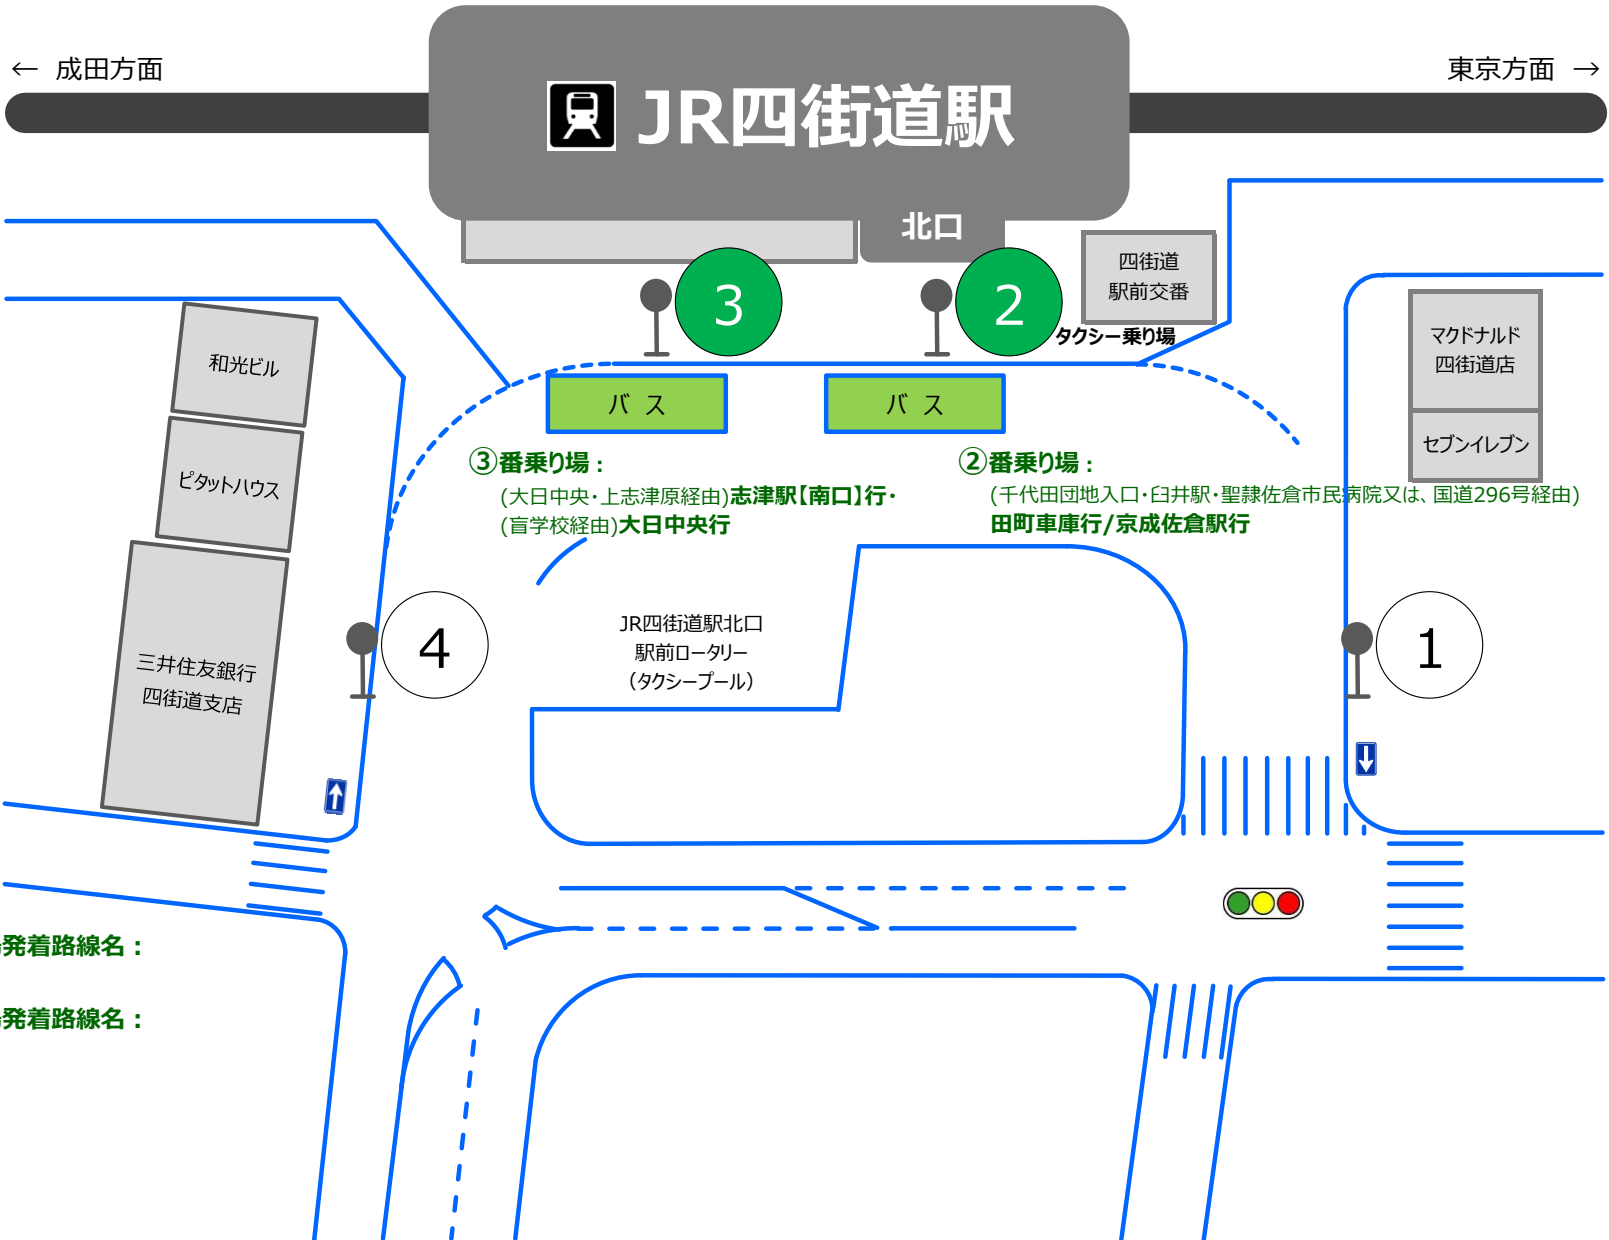 ← 成田方面
東京方面 →
JR四街道駅
北口
3
2
四街道
駅前交番
タクシー乗り場
マクドナルド
四街道店
セブンイレブン
和光ビル
ピタットハウス
三井住友銀行
四街道支店
バス
バス
③番乗り場：
(大日中央・上志津原経由)志津駅【南口】行・
(盲学校経由)大日中央行
②番乗り場：
(千代田団地入口・臼井駅・聖隷佐倉市民病院又は、国道296号経由)
田町車庫行/京成佐倉駅行
JR四街道駅北口
駅前ロータリー
（タクシープール）
4
1
発着路線名：
発着路線名：